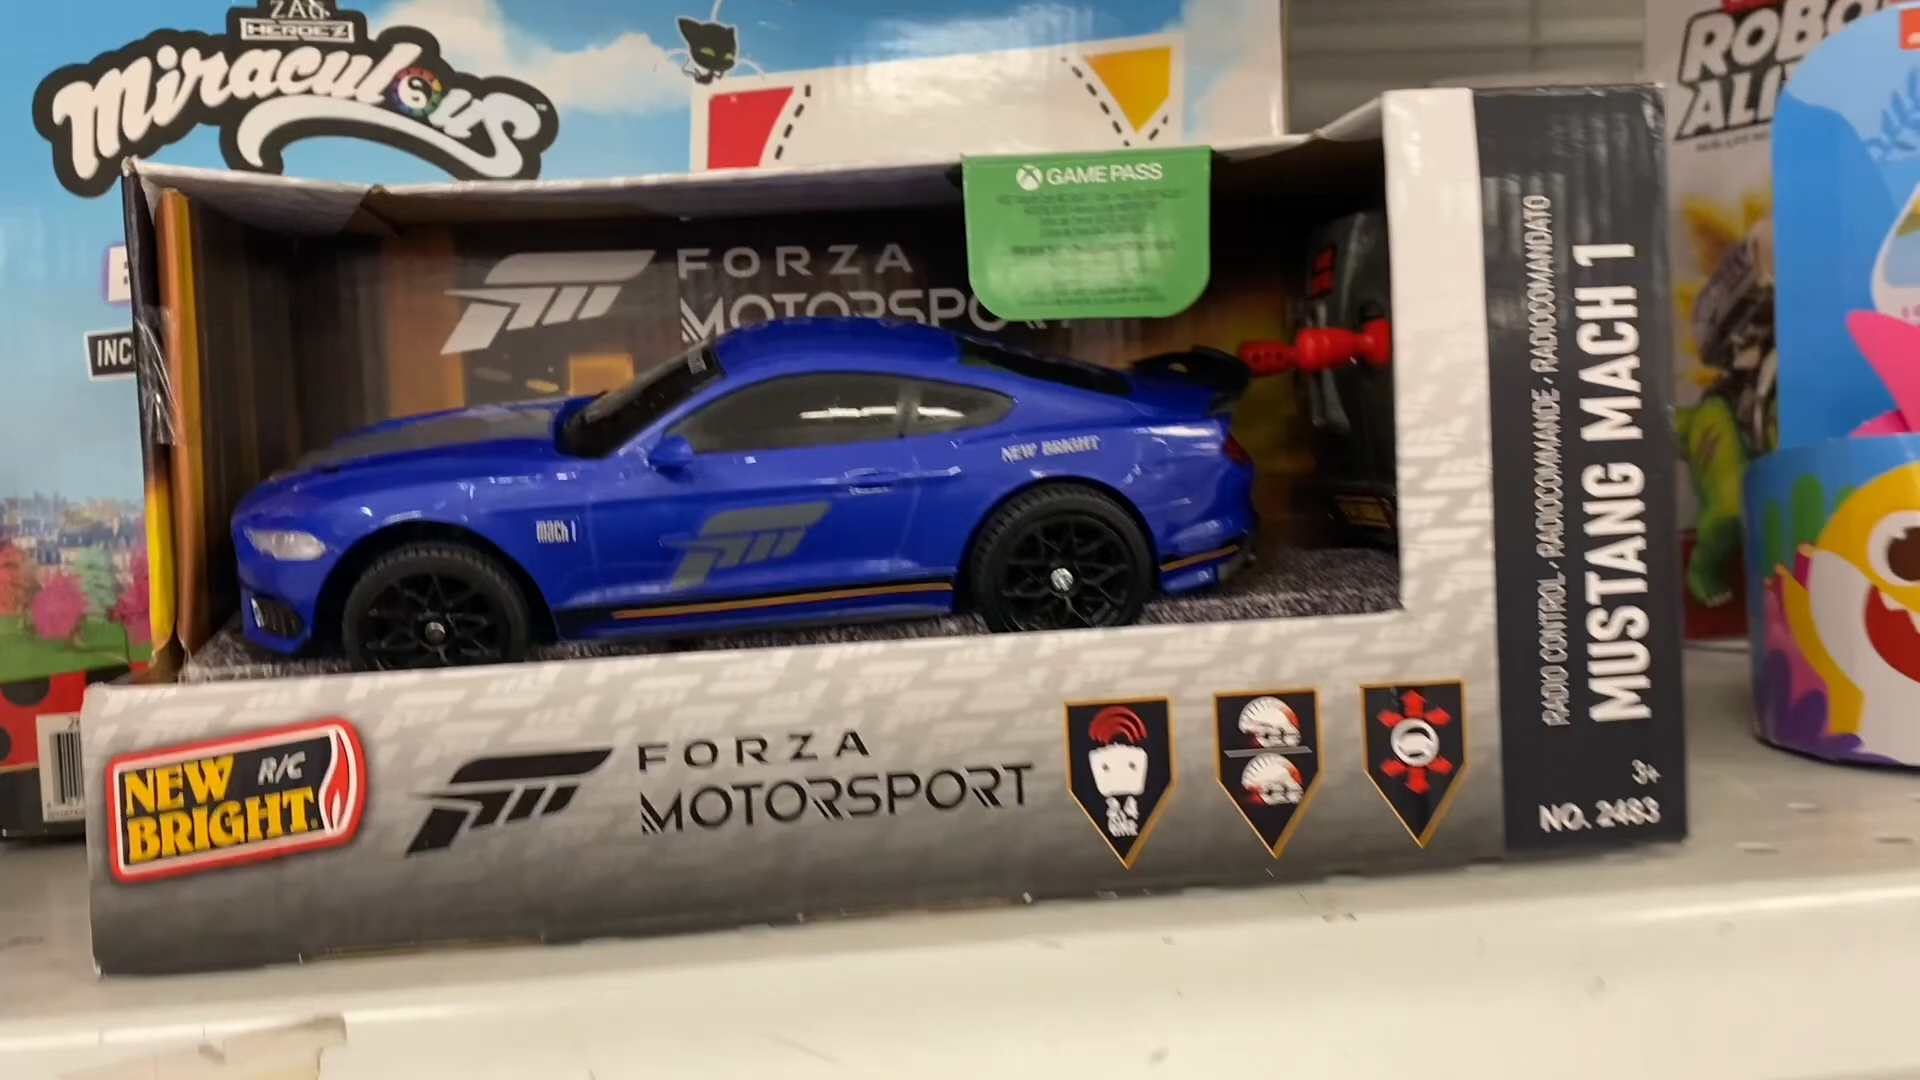 ZAG
HEROEZ
Miraculous
INC
GAME PASS
FORZA
MOTORSPORT
NEW BRIGHT
mach 1
NEW R/C
BRIGHT
FORZA
MOTORSPORT
2.4
GHz
RADIO CONTROL • RADIOCOMMANDE • RADIOCOMANDATO
MUSTANG MACH 1
3+
NO. 2483
ROBO
ALI